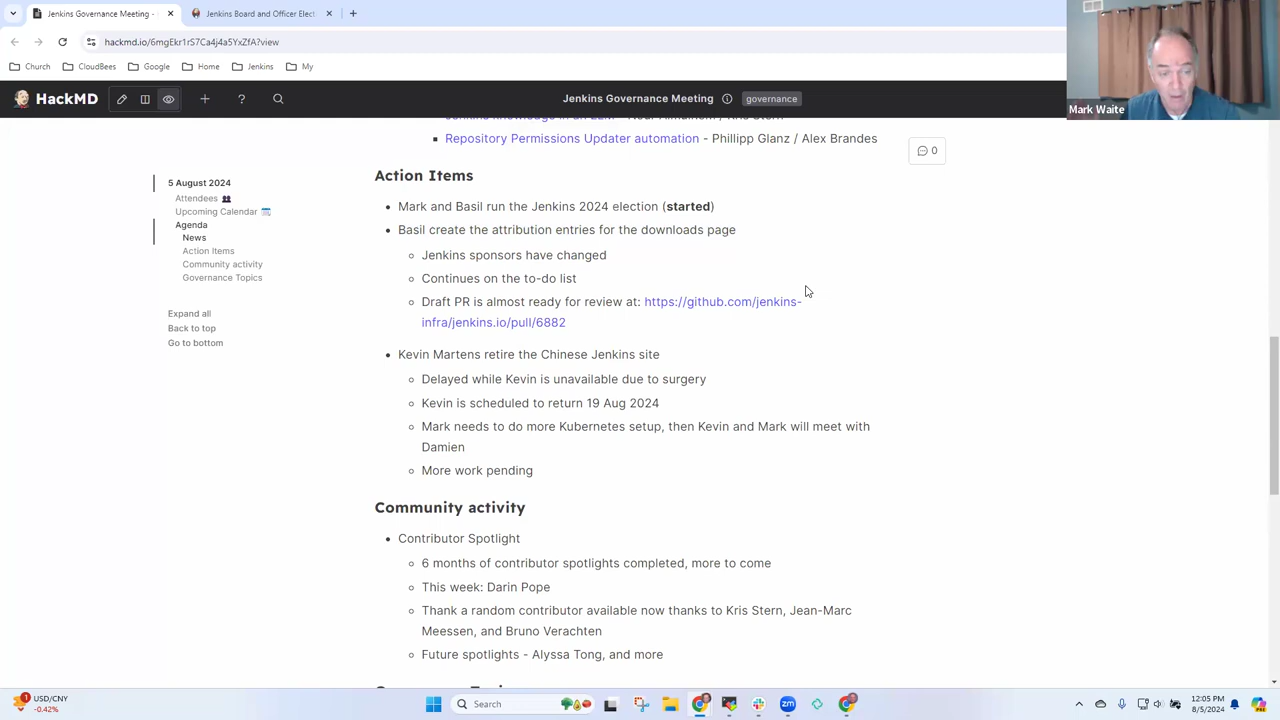 Jenkins Governance Meeting -
Jenkins Board and Officer Elect
hackmd.io/6mgEkr1rS7Ca4j4a5YxZfA?view
Church
CloudBees
Google
Home
Jenkins
My
HackMD
Jenkins Governance Meeting
governance
Mark Waite
Repository Permissions Updater automation - Phillipp Glanz / Alex Brandes
0
5 August 2024
Attendees
Upcoming Calendar
Agenda
News
Action Items
Community activity
Governance Topics
Expand all
Back to top
Go to bottom
Action Items
Mark and Basil run the Jenkins 2024 election (started)
Basil create the attribution entries for the downloads page
Jenkins sponsors have changed
Continues on the to-do list
Draft PR is almost ready for review at: https://github.com/jenkins-
infra/jenkins.io/pull/6882
Kevin Martens retire the Chinese Jenkins site
Delayed while Kevin is unavailable due to surgery
Kevin is scheduled to return 19 Aug 2024
Mark needs to do more Kubernetes setup, then Kevin and Mark will meet with
Damien
More work pending
Community activity
Contributor Spotlight
6 months of contributor spotlights completed, more to come
This week: Darin Pope
Thank a random contributor available now thanks to Kris Stern, Jean-Marc
Meessen, and Bruno Verachten
Future spotlights - Alyssa Tong, and more
1
USD/CNY
-0.42%
Search
zm
12:05 PM
8/5/2024